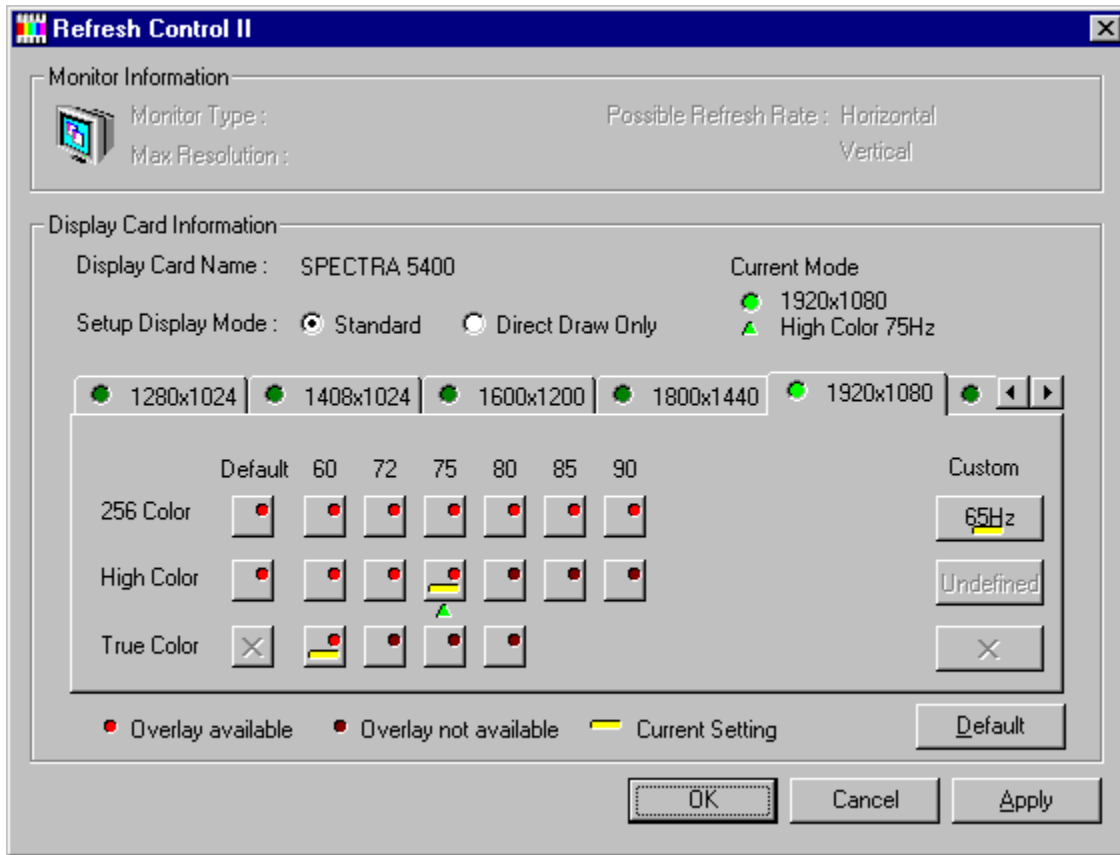 Refresh Control II
Monitor Information
Monitor Type :
Possible Refresh Rate : Horizontal
Max Resolution :
Vertical
Display Card Information
Display Card Name : SPECTRA 5400
Current Mode
1920x1080
Setup Display Mode : Standard Direct Draw Only
High Color 75Hz
1280x1024 1408x1024 1600x1200 1800x1440 1920x1080
Default 60 72 75 80 85 90 Custom
256 Color 65Hz
High Color Undefined
True Color
Overlay available Overlay not available Current Setting Default
OK Cancel Apply